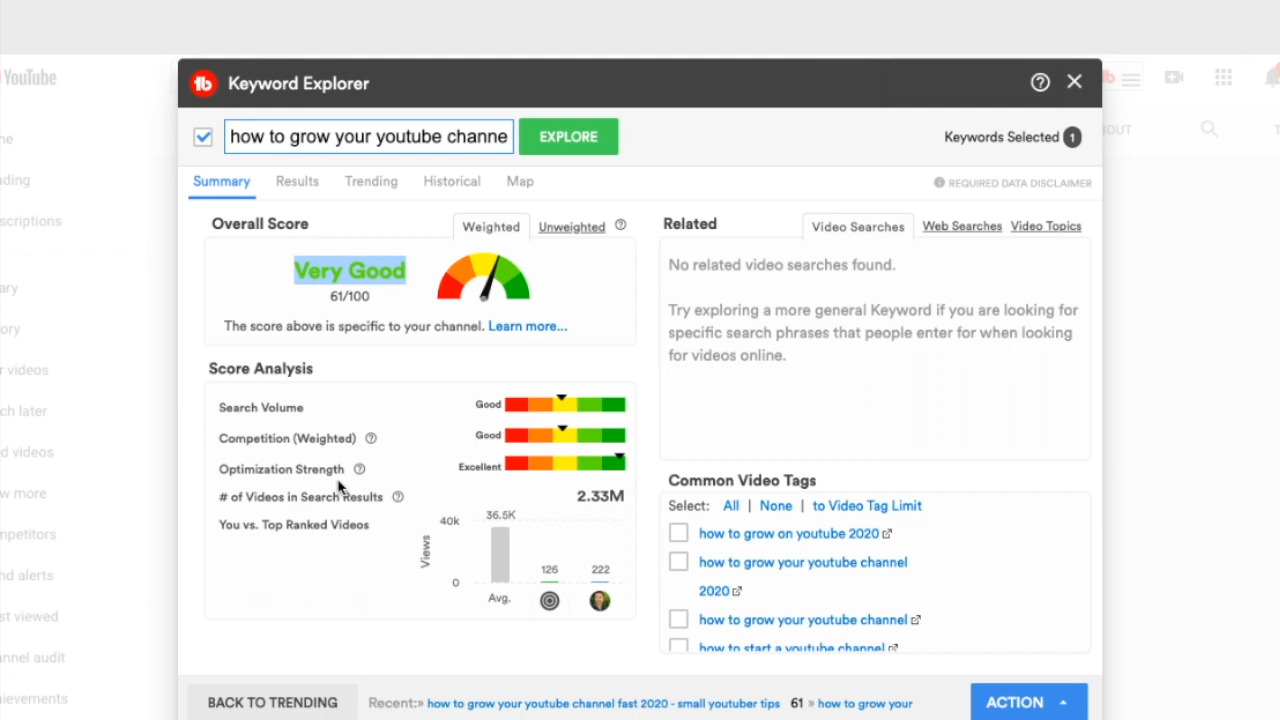 YouTube
Keyword Explorer
how to grow your youtube channe
EXPLORE
Keywords Selected 1
Summary Results Trending Historical Map
REQUIRED DATA DISCLAIMER
Overall Score
Weighted Unweighted
Very Good
61/100
The score above is specific to your channel. Learn more...
Score Analysis
Search Volume Good
Competition (Weighted) Good
Optimization Strength Excellent
# of Videos in Search Results 2.33M
You vs. Top Ranked Videos
Views
40k
0
36.5K
126
222
Avg.
Related
Video Searches Web Searches Video Topics
No related video searches found.
Try exploring a more general Keyword if you are looking for
specific search phrases that people enter for when looking
for videos online.
Common Video Tags
Select: All | None | to Video Tag Limit
how to grow on youtube 2020
how to grow your youtube channel
2020
how to grow your youtube channel
how to start a youtube channel
BACK TO TRENDING
Recent:» how to grow your youtube channel fast 2020 - small youtuber tips 61 » how to grow your
ACTION